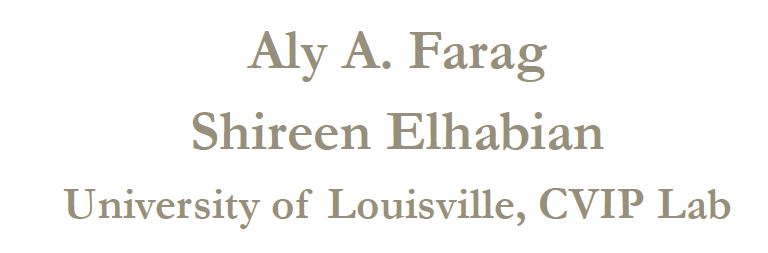 Aly A. Farag
Shireen Elhabian
University of Louisville, CVIP Lab